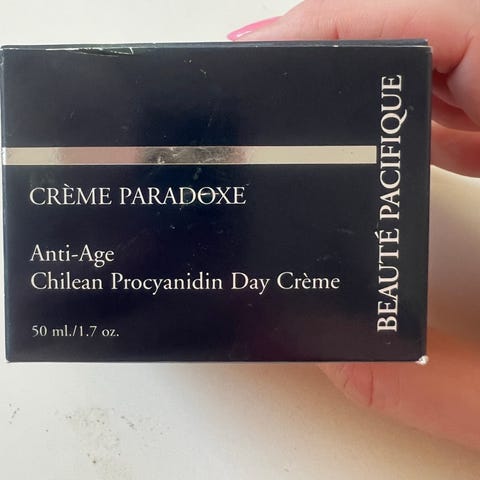 CRÈME PARADOXE
Anti-Age
Chilean Procyanidin Day Crème
50 ml./1.7 oz.
BEAUTÉ PACIFIQUE